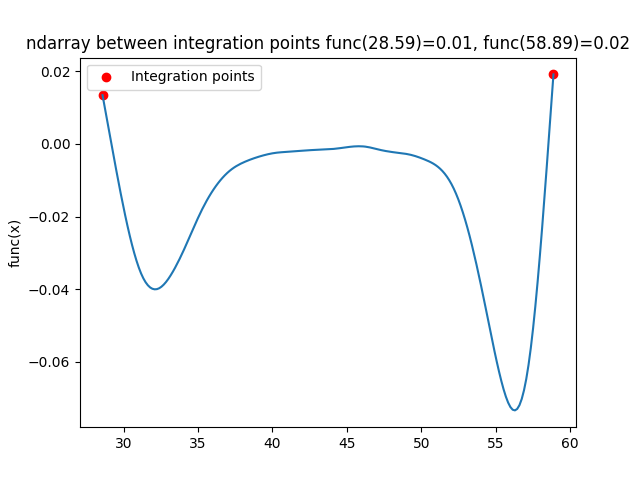 ndarray between integration points func(28.59)=0.01, func(58.89)=0.02
Integration points
func(x)
0.02
0.00
−0.02
−0.04
−0.06
30 35 40 45 50 55 60